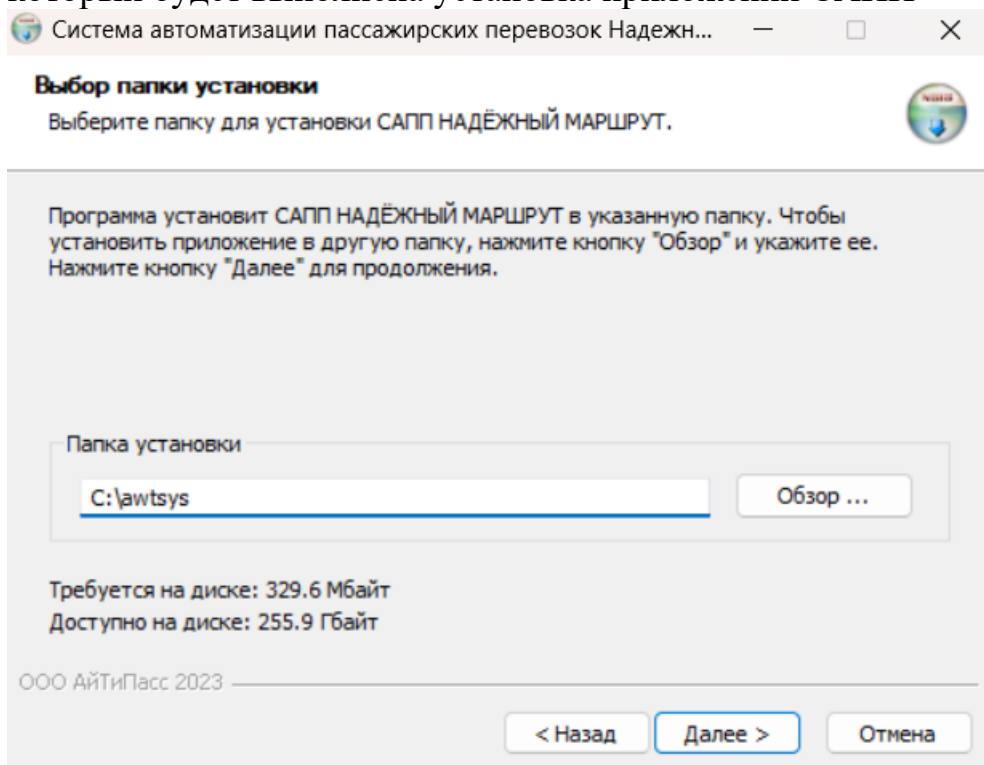 Система автоматизации пассажирских перевозок Надежн...
Выбор папки установки
Выберите папку для установки САПП НАДЁЖНЫЙ МАРШРУТ.
Программа установит САПП НАДЁЖНЫЙ МАРШРУТ в указанную папку. Чтобы
установить приложение в другую папку, нажмите кнопку "Обзор" и укажите ее.
Нажмите кнопку "Далее" для продолжения.
Папка установки
C:\awtsys
Обзор ...
Требуется на диске: 329.6 Мбайт
Доступно на диске: 255.9 Гбайт
ООО АйТиПасс 2023
< Назад
Далее >
Отмена